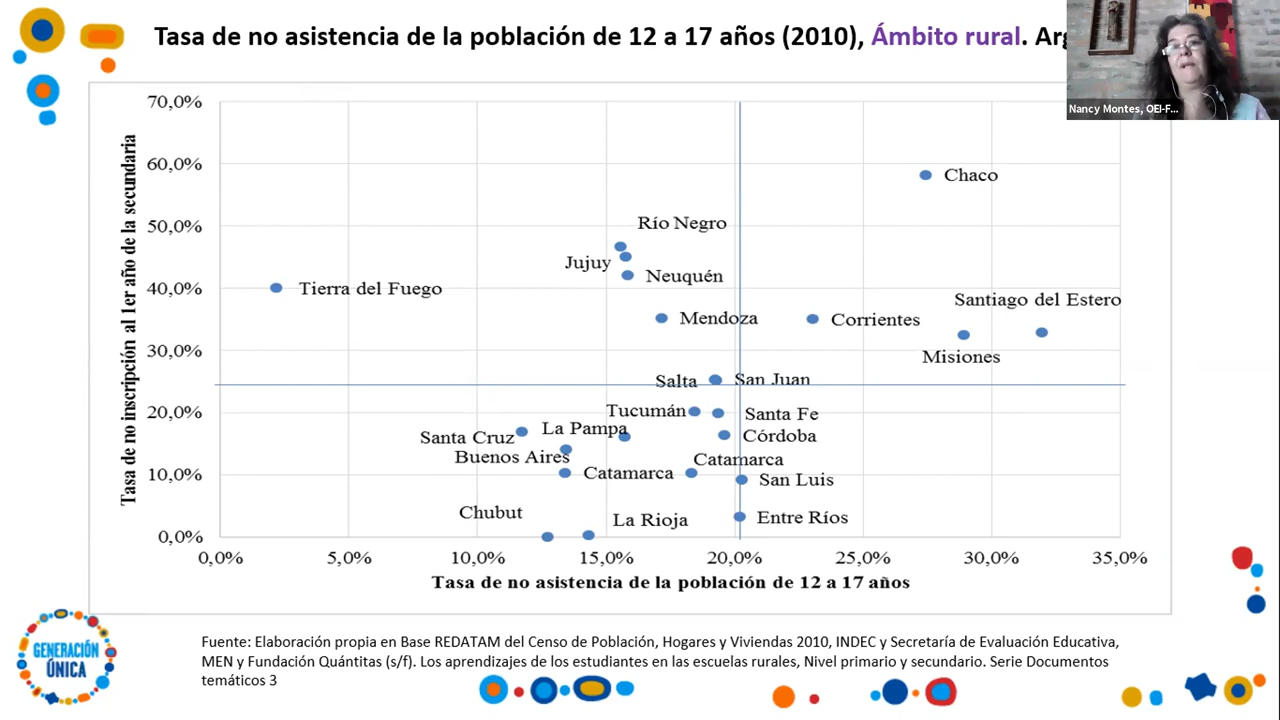 Tasa de no asistencia de la población de 12 a 17 años (2010), Ámbito rural. Arg
Nancy Montes, OEI-F...
Tasa de no inscripción al 1er año de la secundaria
70,0%
60,0%
50,0%
40,0%
30,0%
20,0%
10,0%
0,0%
Chaco
Río Negro
Jujuy
Neuquén
Tierra del Fuego
Santiago del Estero
Mendoza
Corrientes
Misiones
Salta
San Juan
Tucumán
Santa Fe
La Pampa
Santa Cruz
Córdoba
Buenos Aires
Catamarca
Catamarca
San Luis
Chubut
La Rioja
Entre Ríos
0,0% 5,0% 10,0% 15,0% 20,0% 25,0% 30,0% 35,0%
Tasa de no asistencia de la población de 12 a 17 años
GENERACIÓN
ÚNICA
Fuente: Elaboración propia en Base REDATAM del Censo de Población, Hogares y Viviendas 2010, INDEC y Secretaría de Evaluación Educativa,
MEN y Fundación Quántitas (s/f). Los aprendizajes de los estudiantes en las escuelas rurales, Nivel primario y secundario. Serie Documentos
temáticos 3